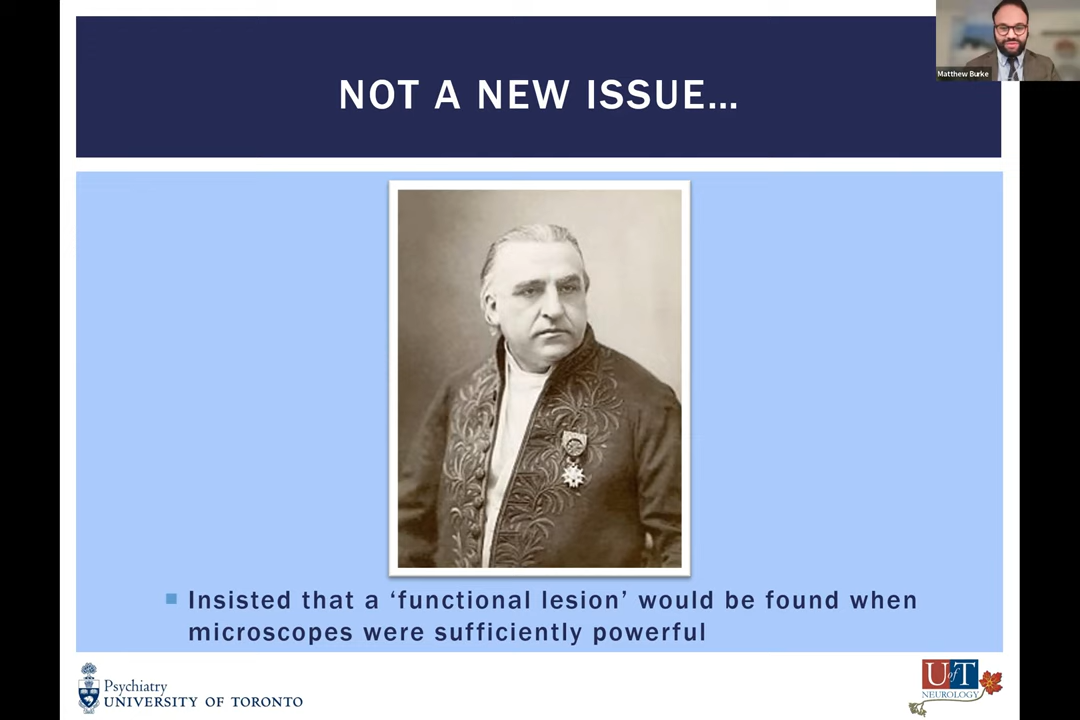 NOT A NEW ISSUE...
Matthew Burke
Insisted that a ‘functional lesion’ would be found when
microscopes were sufficiently powerful
Psychiatry
UNIVERSITY OF TORONTO
U of T
NEUROLOGY